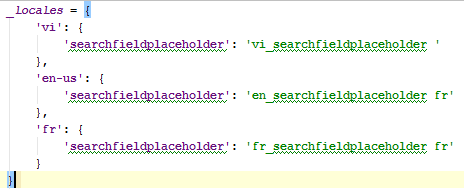 _locales = {
'vi': {
'searchfieldplaceholder': 'vi_searchfieldplaceholder '
},
'en-us': {
'searchfieldplaceholder': 'en_searchfieldplaceholder fr'
},
'fr': {
'searchfieldplaceholder': 'fr_searchfieldplaceholder fr'
}
}